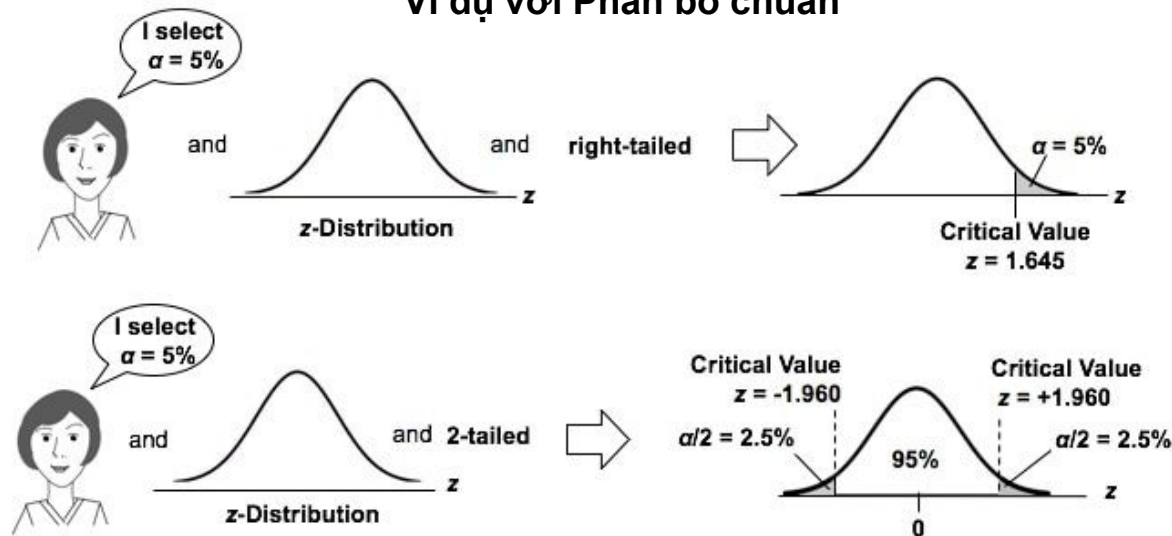 Ví dụ với Phân bố chuẩn
I select
α = 5%
and
z-Distribution
z
and
right-tailed
α = 5%
z
Critical Value
z = 1.645
I select
α = 5%
and
z-Distribution
z
and 2-tailed
Critical Value
z = -1.960
α/2 = 2.5%
95%
0
Critical Value
z = +1.960
α/2 = 2.5%
z